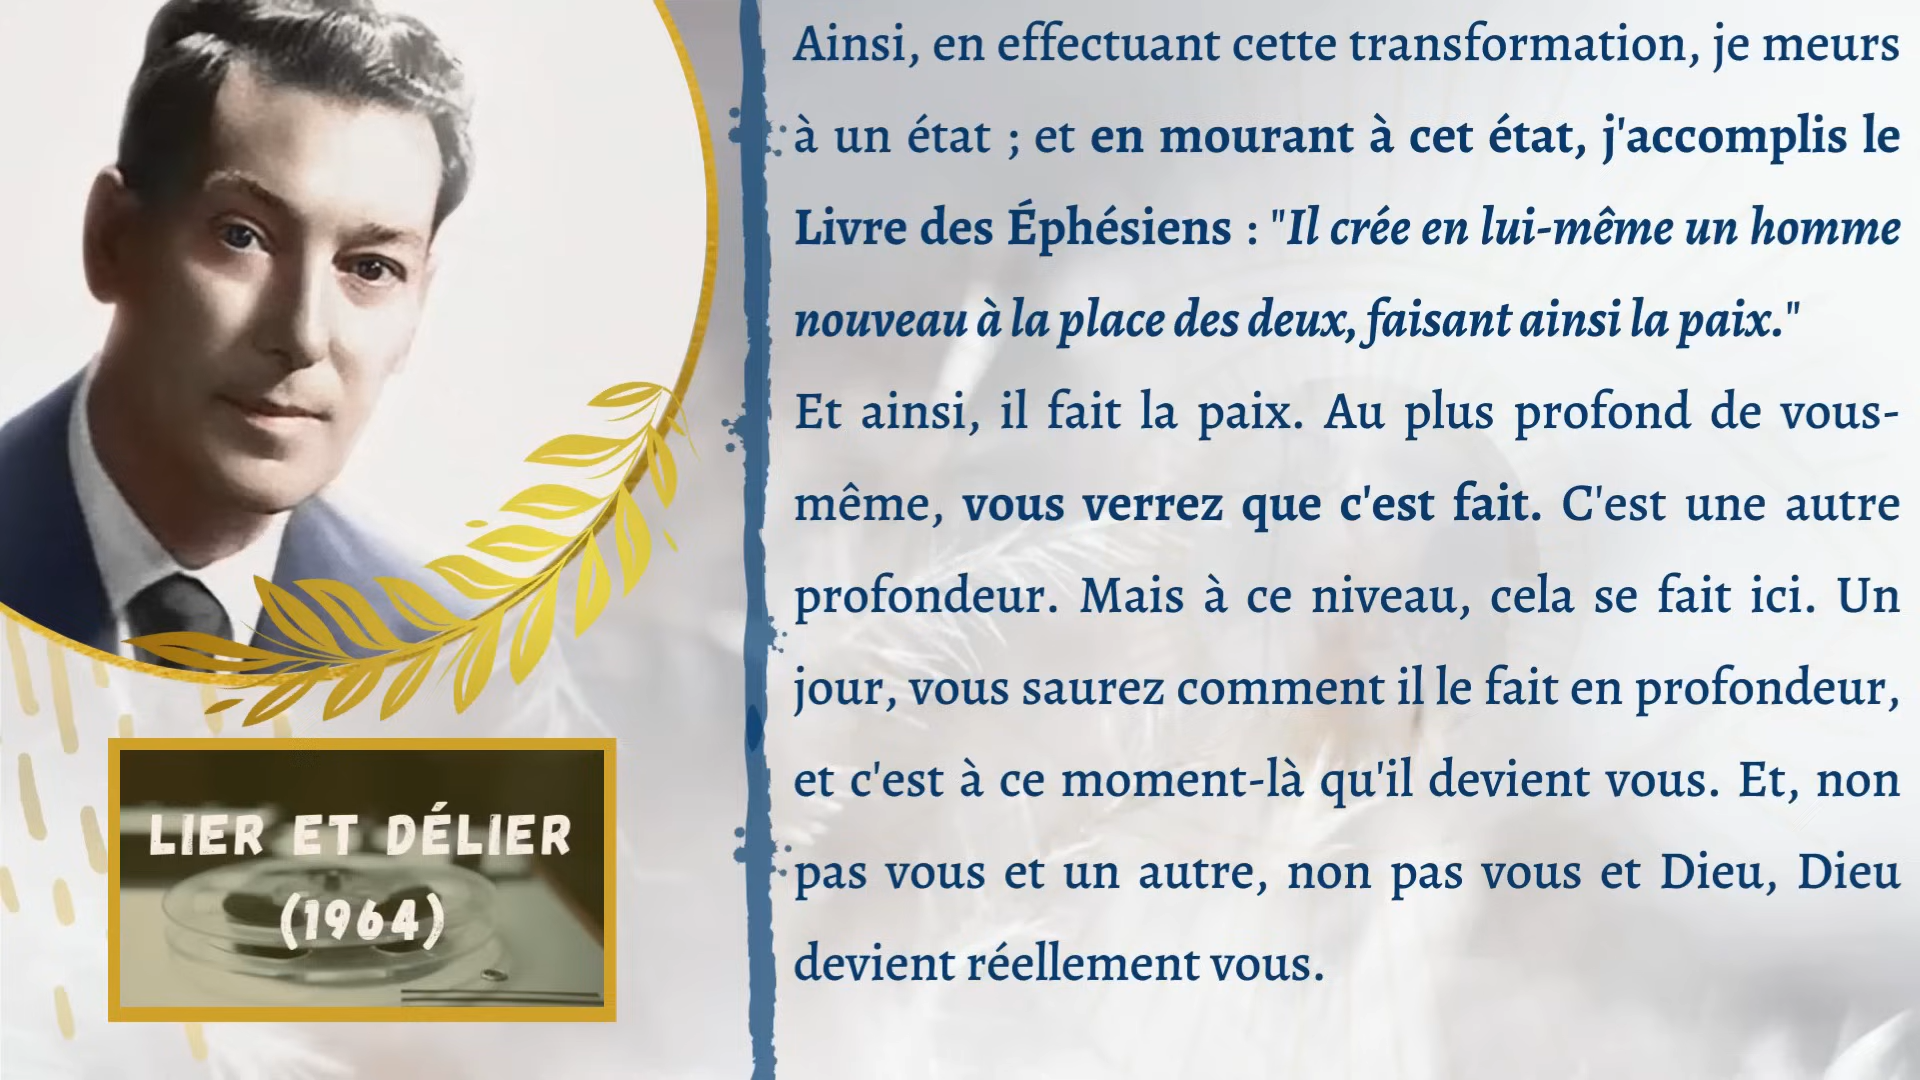 Ainsi, en effectuant cette transformation, je meurs
à un état ; et en mourant à cet état, j'accomplis le
Livre des Éphésiens : "Il crée en lui-même un homme
nouveau à la place des deux, faisant ainsi la paix."
Et ainsi, il fait la paix. Au plus profond de vous-
même, vous verrez que c'est fait. C'est une autre
profondeur. Mais à ce niveau, cela se fait ici. Un
jour, vous saurez comment il le fait en profondeur,
et c'est à ce moment-là qu'il devient vous. Et, non
pas vous et un autre, non pas vous et Dieu, Dieu
devient réellement vous.
LIER ET DÉLIER
(1964)